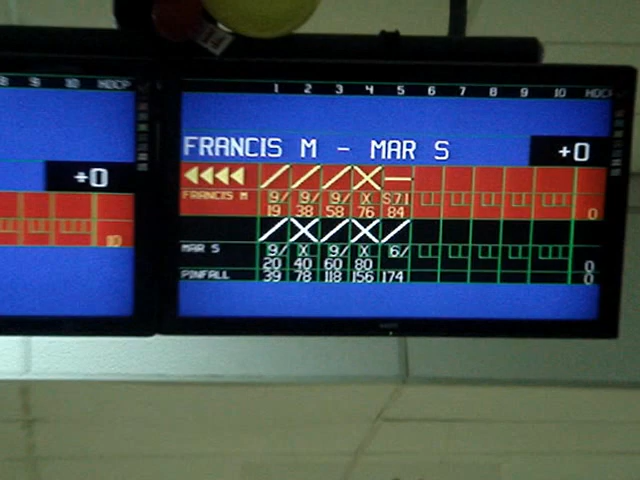 8 9 10 HDCP
+0
10
1 2 3 4 5 6 7 8 9 10 HDCP
FRANCIS M - MAR S +0
FRANCIS M 9/ 9/ 9/ X S71
19 38 58 76 84 0
MAR S 9/ X 9/ X 6/
20 40 60 80 0
PINFALL 39 78 118 156 174 0